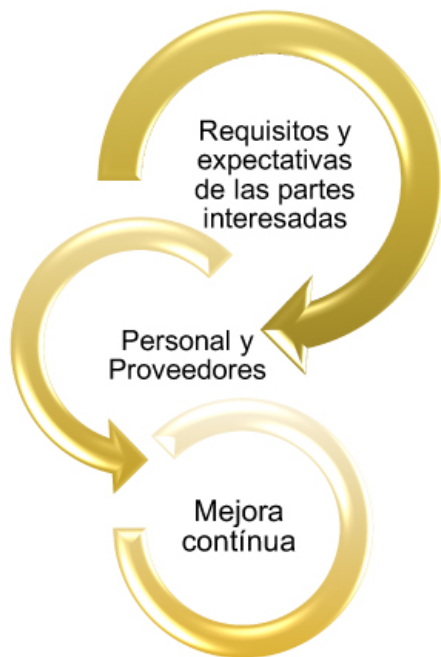 Requisitos y
expectativas
de las partes
interesadas
Personal y
Proveedores
Mejora
contínua